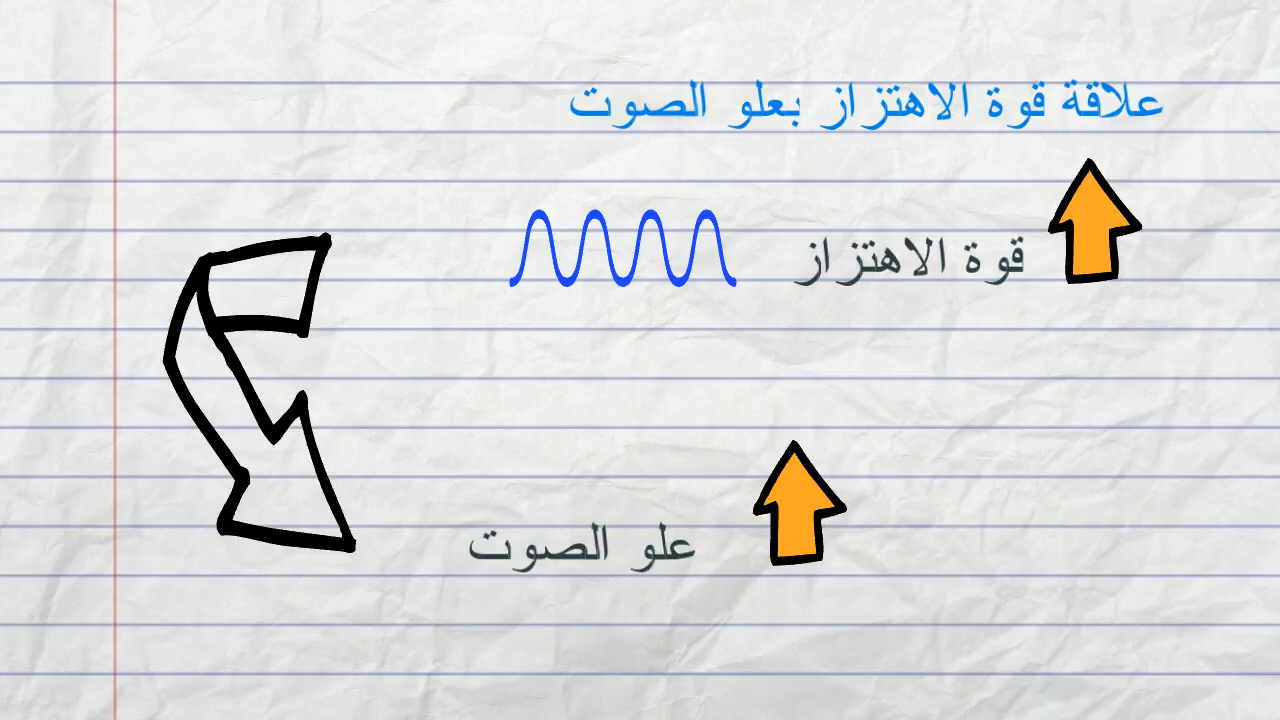 علاقة قوة الاهتزاز بعلو الصوت
قوة الاهتزاز
علو الصوت